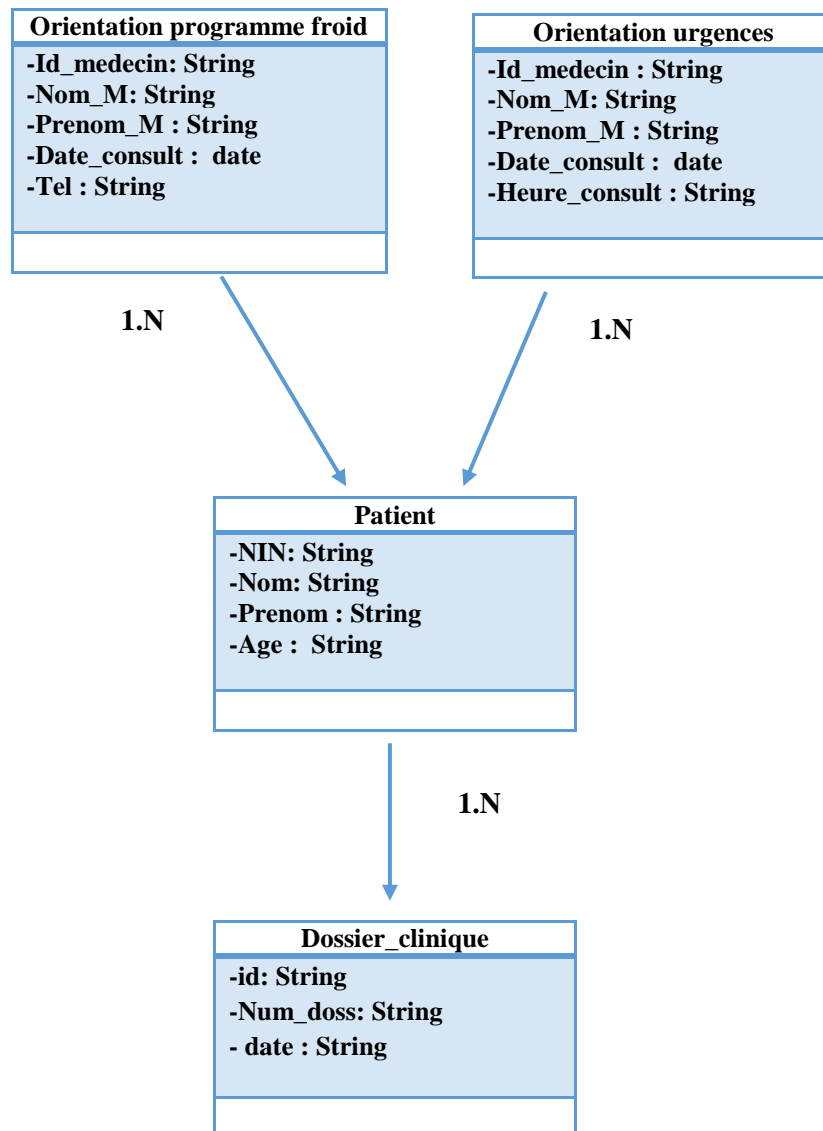 Orientation programme froid
-Id_medecin: String
-Nom_M: String
-Prenom_M : String
-Date_consult :  date
-Tel : String
Orientation urgences
-Id_medecin : String
-Nom_M: String
-Prenom_M : String
-Date_consult :  date
-Heure_consult : String
1.N
1.N
Patient
-NIN: String
-Nom: String
-Prenom : String
-Age :  String
1.N
Dossier_clinique
-id: String
-Num_doss: String
- date : String